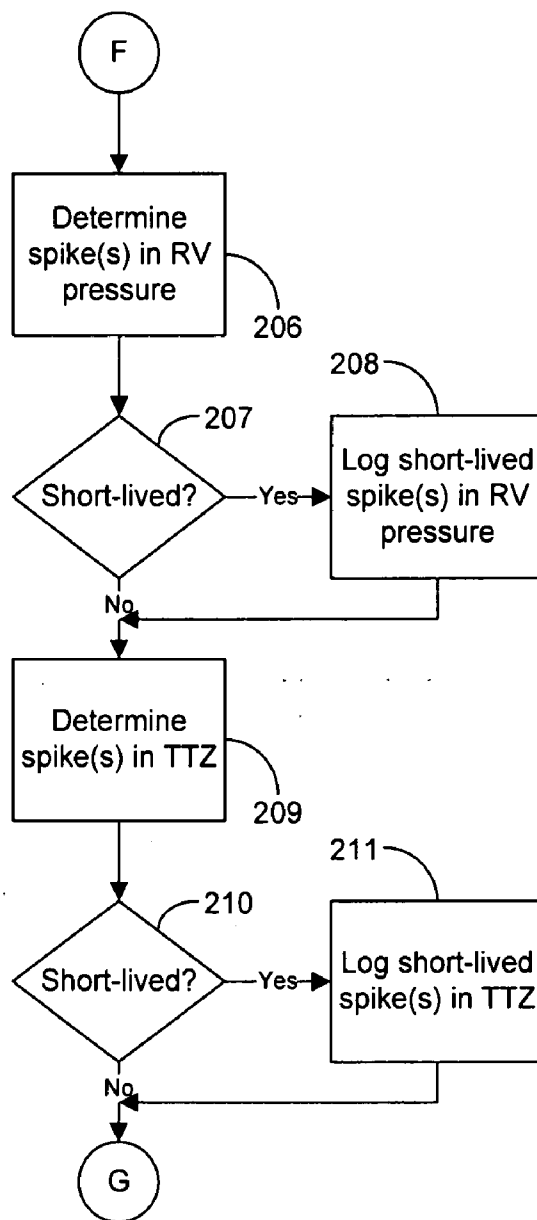 F
Determine
spike(s) in RV
pressure
206
207
208
Short-lived?
Yes
Log short-lived
spike(s) in RV
pressure
No
Determine
spike(s) in TTZ
209
210
211
Short-lived?
Yes
Log short-lived
spike(s) in TTZ
No
G